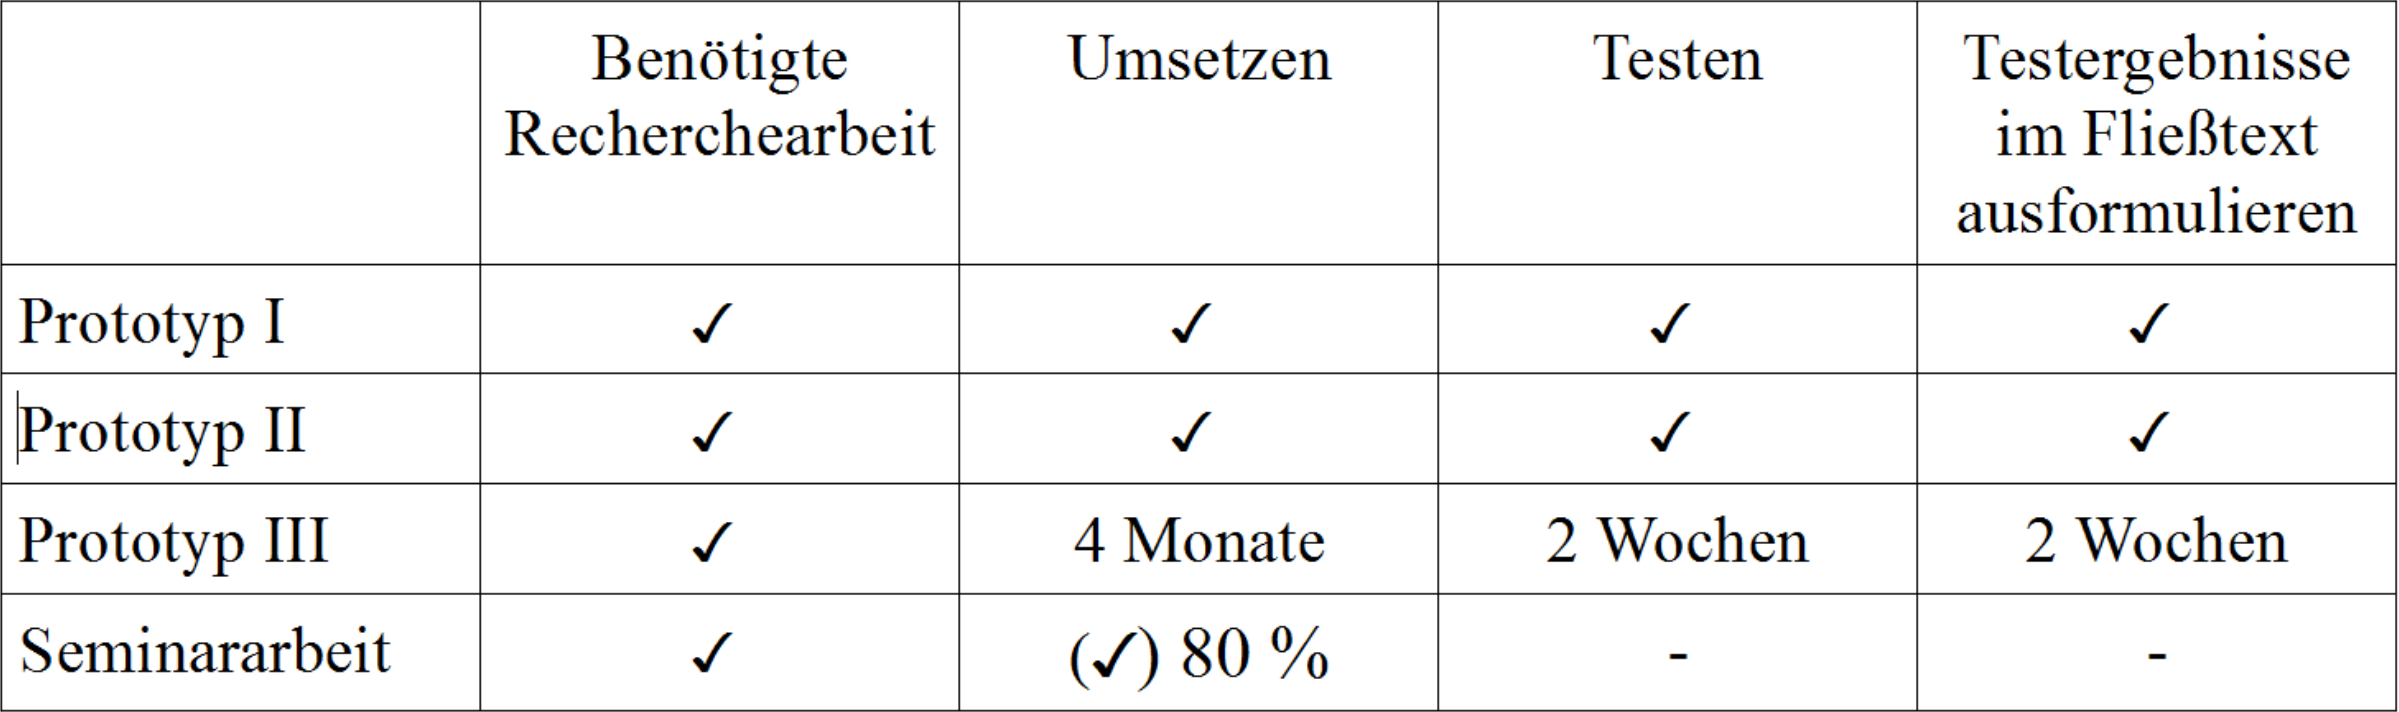 Benötigte Recherchearbeit Umsetzen Testen Testergebnisse im Fließtext ausformulieren
Prototyp I ✓ ✓ ✓ ✓
Prototyp II ✓ ✓ ✓ ✓
Prototyp III ✓ 4 Monate 2 Wochen 2 Wochen
Seminararbeit ✓ (✓) 80 % - -